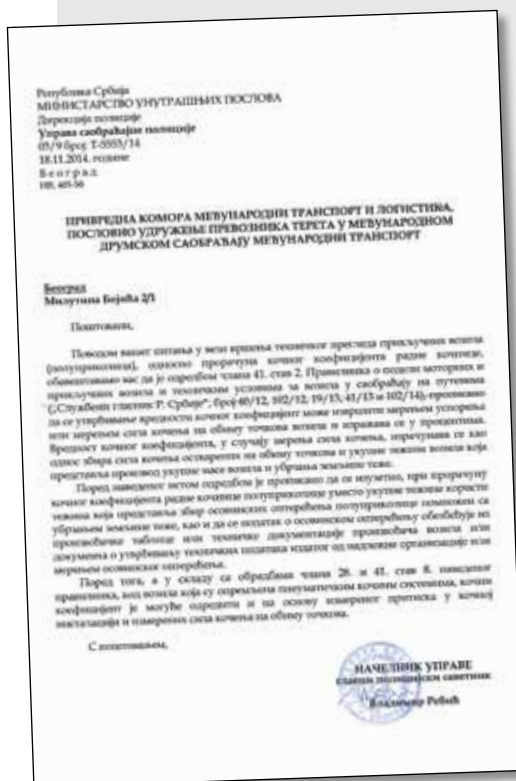 Република Србија
МИНИСТАРСТВО УНУТРАШЊИХ ПОСЛОВА
Дирекција полиције
Управа саобраћајне полиције
03/9 број: Т-5553/14
18.11.2014. године
Београд
ПРИВРЕДНА КОМОРА МЕЂУНАРОДНИ ТРАНСПОРТ И ЛОГИСТИКА,
ПОСЛОВНО УДРУЖЕЊЕ ПРЕВОЗНИКА ТЕРЕТА У МЕЂУНАРОДНОМ
ДРУМСКОМ САОБРАЋАЈУ МЕЂУНАРОДНИ ТРАНСПОРТ
Београд
Милутина Бојића 2/1
Поштовани,
Поводом вашег питања у вези вршења техничког прегледа прикључних возила
(полуприколица), односно прорачуна кочног коефицијента радне кочнице,
обавештавамо вас да је одредбом члана 41. став 2. Правилника о подели моторних и
прикључних возила и техничким условима за возила у саобраћају на путевима
(„Службени гласник Р. Србије", број 40/12, 102/12, 19/13, 41/13 и 102/14), прописано
да се утврђивање вредности кочног коефицијента може извршити мерењем успорења
или мерењем сила кочења на обиму точкова возила и изражава се у процентима.
Вредност кочног коефицијента, у случају мерења сила кочења, израчунава се као
однос збира сила кочења остварених на обиму точкова и укупне тежине возила која
представља производ укупне масе возила и убрзања земљине теже.
Поред наведеног истом одредбом је прописано да се изузетно, при прорачуну
кочног коефицијента радне кочнице полуприколице уместо укупне тежине користи
тежина која представља збир осовинских оптерећења полуприколице помножен са
убрзањем земљине теже, као и да се податак о осовинском оптерећењу обезбеђује из
произвођачке таблице или техничке документације произвођача возила или
документа о утврђивању техничких података издатог од надлежне организације или
мерењем осовинског оптерећења.
Поред тога, а у складу са одредбама члана 28. и 41. став 8. наведеног
правилника, код возила која су опремљена пнеуматичким кочним системима, кочни
коефицијент је могуће одредити и на основу измереног притиска у кочној
инсталацији и измерених сила кочења на обиму точкова.
С поштовањем,
НАЧЕЛНИК УПРАВЕ
главни полицијски саветник
Владимир Ребић